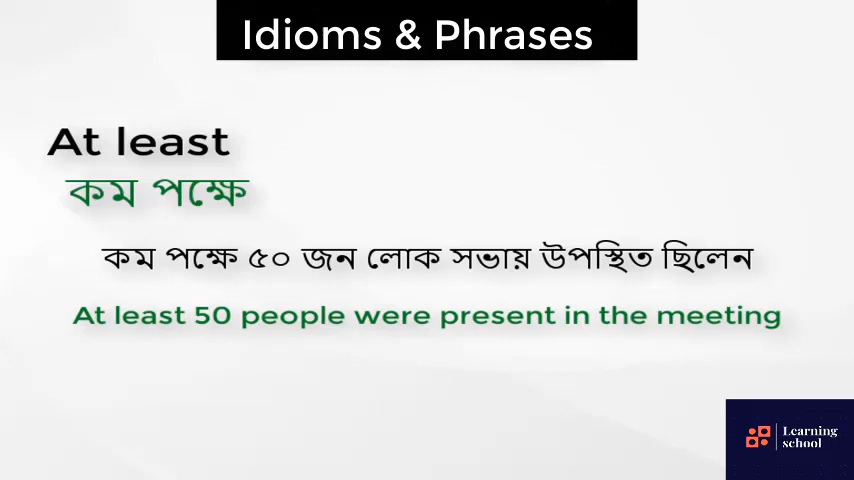 Idioms & Phrases
At least
কম পক্ষে
কম পক্ষে ৫০ জন লোক সভায় উপস্থিত ছিলেন
At least 50 people were present in the meeting
Learning
school